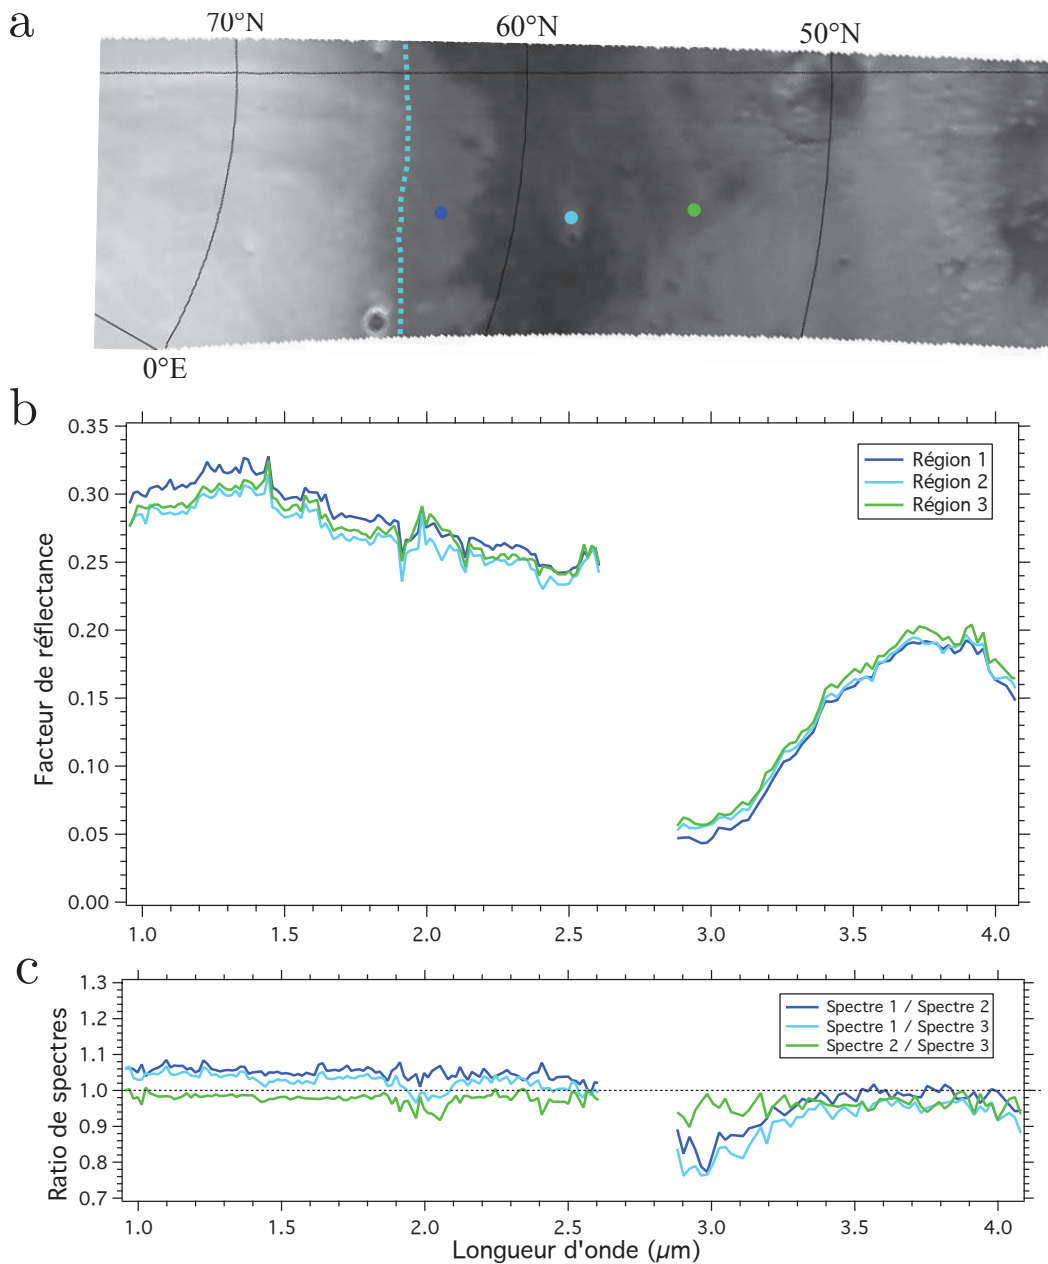 a
70°N 60°N 50°N
0°E
b
0.35
0.30
0.25
0.20
0.15
0.10
0.05
0.00
Facteur de réflectance
Région 1
Région 2
Région 3
1.0 1.5 2.0 2.5 3.0 3.5 4.0
c
1.3
1.2
1.1
1.0
0.9
0.8
0.7
Ratio de spectres
Spectre 1 / Spectre 2
Spectre 1 / Spectre 3
Spectre 2 / Spectre 3
1.0 1.5 2.0 2.5 3.0 3.5 4.0
Longueur d'onde (µm)